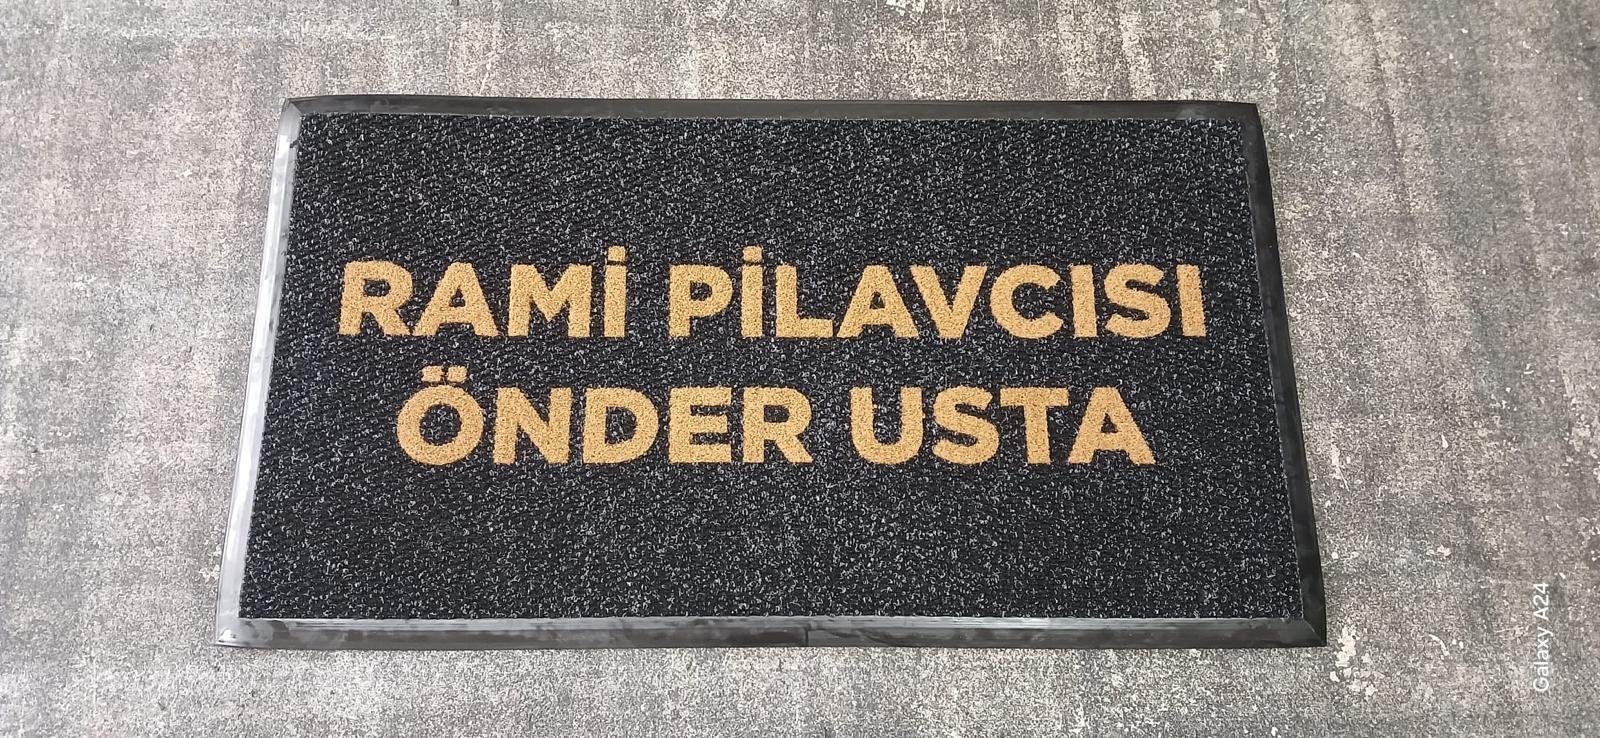 RAMİ PİLAVCISI
ÖNDER USTA
Galaxy A24